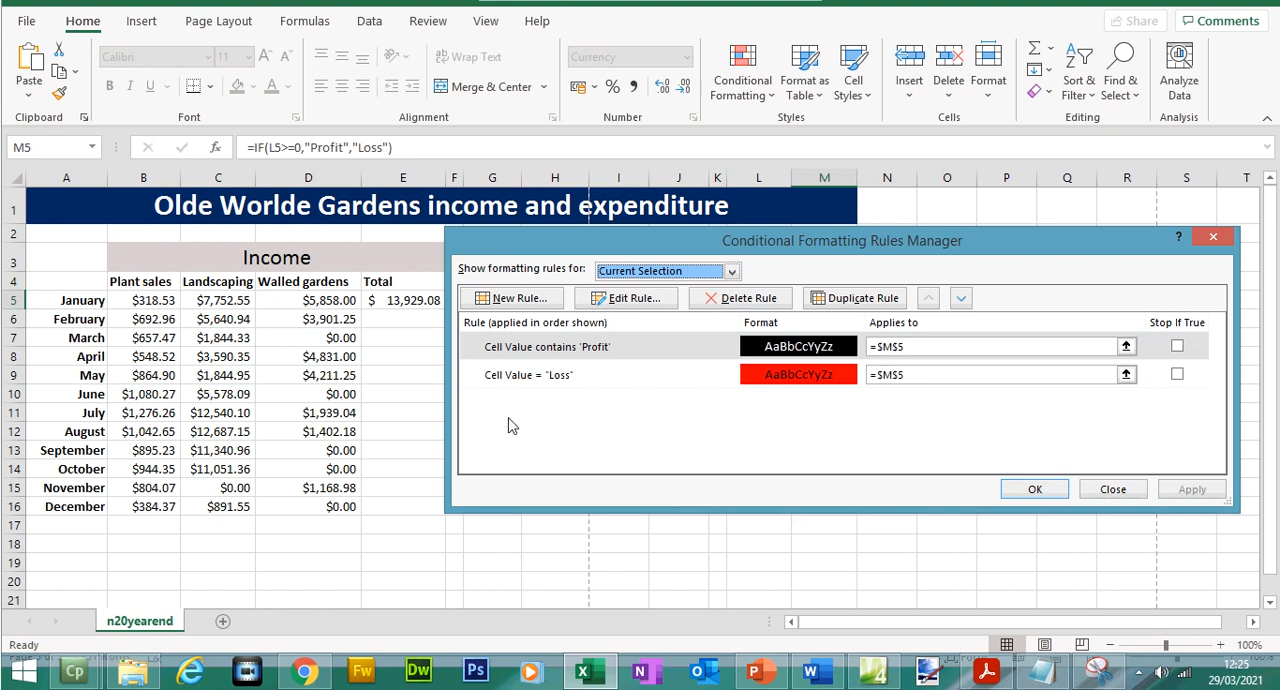 File Home Insert Page Layout Formulas Data Review View Help Share Comments
Calibri 11 Wrap Text Currency
Paste Merge & Center Conditional Formatting Format as Table Cell Styles Insert Delete Format Sort & Filter Find & Select Analyze Data
Clipboard Font Alignment Number Styles Cells Editing Analysis
M5 fx =IF(L5>=0,"Profit","Loss")
A B C D E F G H I J K L M N O P Q R S T
1 Olde Worlde Gardens income and expenditure
2
3 Income
4 Plant sales Landscaping Walled gardens Total
5 January $318.53 $7,752.55 $5,858.00 $ 13,929.08
6 February $692.96 $5,640.94 $3,901.25
7 March $657.47 $1,844.33 $0.00
8 April $548.52 $3,590.35 $4,831.00
9 May $864.90 $1,844.95 $4,211.25
10 June $1,080.27 $5,578.09 $0.00
11 July $1,276.26 $12,540.10 $1,939.04
12 August $1,042.65 $12,687.15 $1,402.18
13 September $895.23 $11,340.96 $0.00
14 October $944.35 $11,051.36 $0.00
15 November $804.07 $0.00 $1,168.98
16 December $384.37 $891.55 $0.00
17
18
19
20
21
Conditional Formatting Rules Manager
Show formatting rules for: Current Selection
New Rule... Edit Rule... Delete Rule Duplicate Rule
Rule (applied in order shown) Format Applies to Stop If True
Cell Value contains 'Profit' AaBbCcYyZz =$M$5
Cell Value = "Loss" AaBbCcYyZz =$M$5
OK Close Apply
n20yearend
Ready 100%
Cp Fw Dw Ps 12:25
29/03/2021